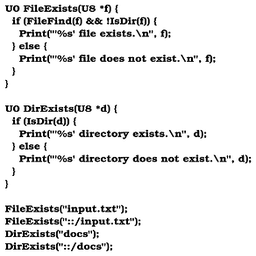 U0 FileExists(U8 *f) {
if (FileFind(f) && !IsDir(f)) {
Print("'%s' file exists.\n", f);
} else {
Print("'%s' file does not exist.\n", f);
}
}
U0 DirExists(U8 *d) {
if (IsDir(d)) {
Print("'%s' directory exists.\n", d);
} else {
Print("'%s' directory does not exist.\n", d);
}
}
FileExists("input.txt");
FileExists("::/input.txt");
DirExists("docs");
DirExists("::/docs");